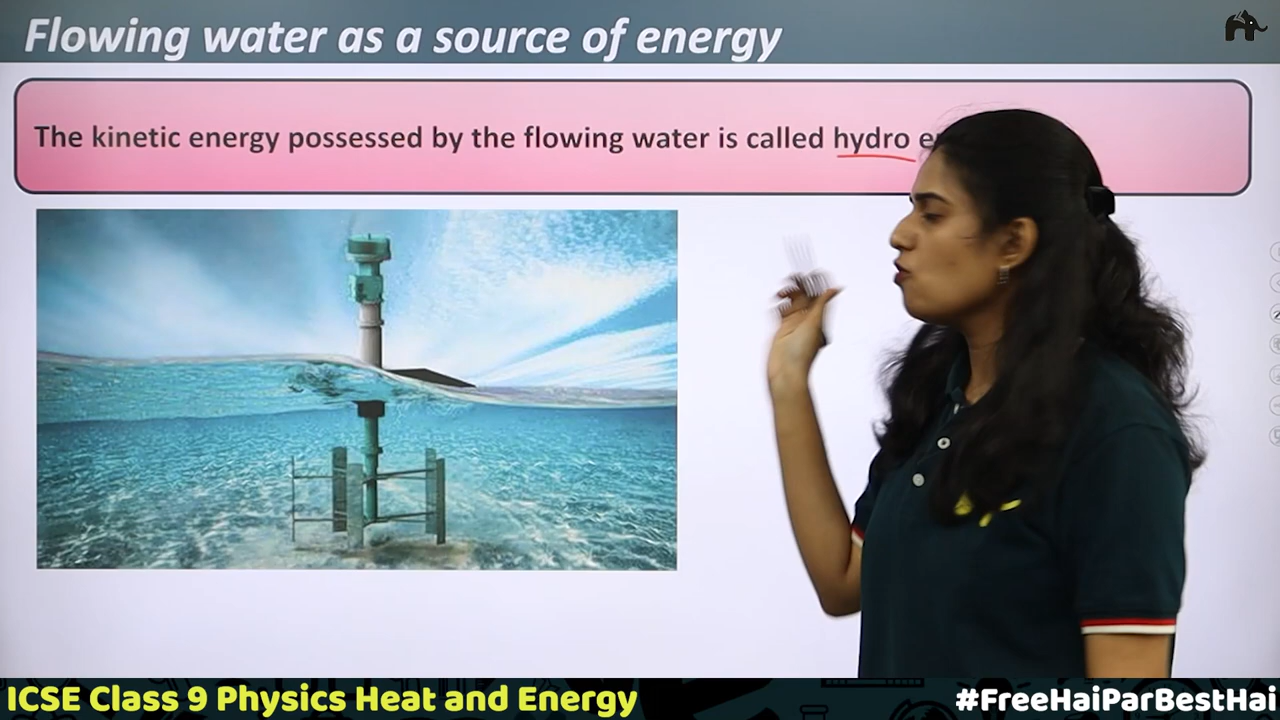 Flowing water as a source of energy
The kinetic energy possessed by the flowing water is called hydro
ICSE Class 9 Physics Heat and Energy
#FreeHaiParBestHai